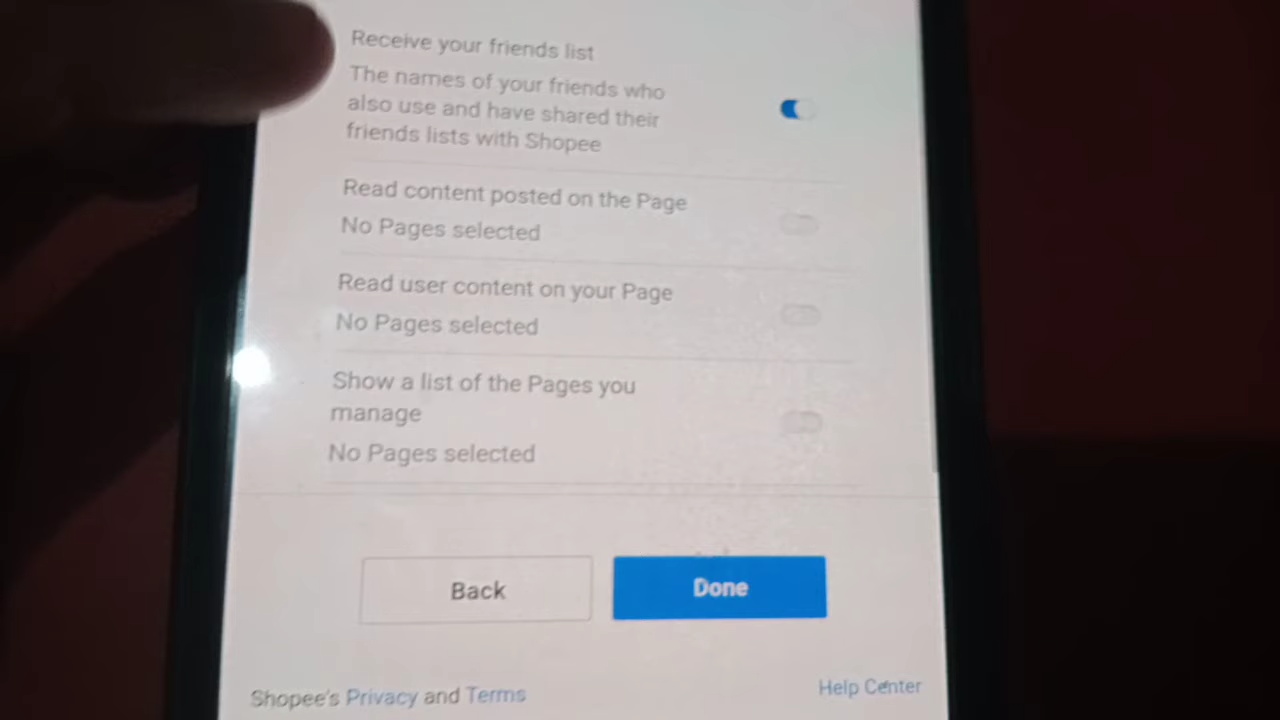 Receive your friends list
The names of your friends who
also use and have shared their
friends lists with Shopee
Read content posted on the Page
No Pages selected
Read user content on your Page
No Pages selected
Show a list of the Pages you
manage
No Pages selected
Back
Done
Shopee's Privacy and Terms
Help Center